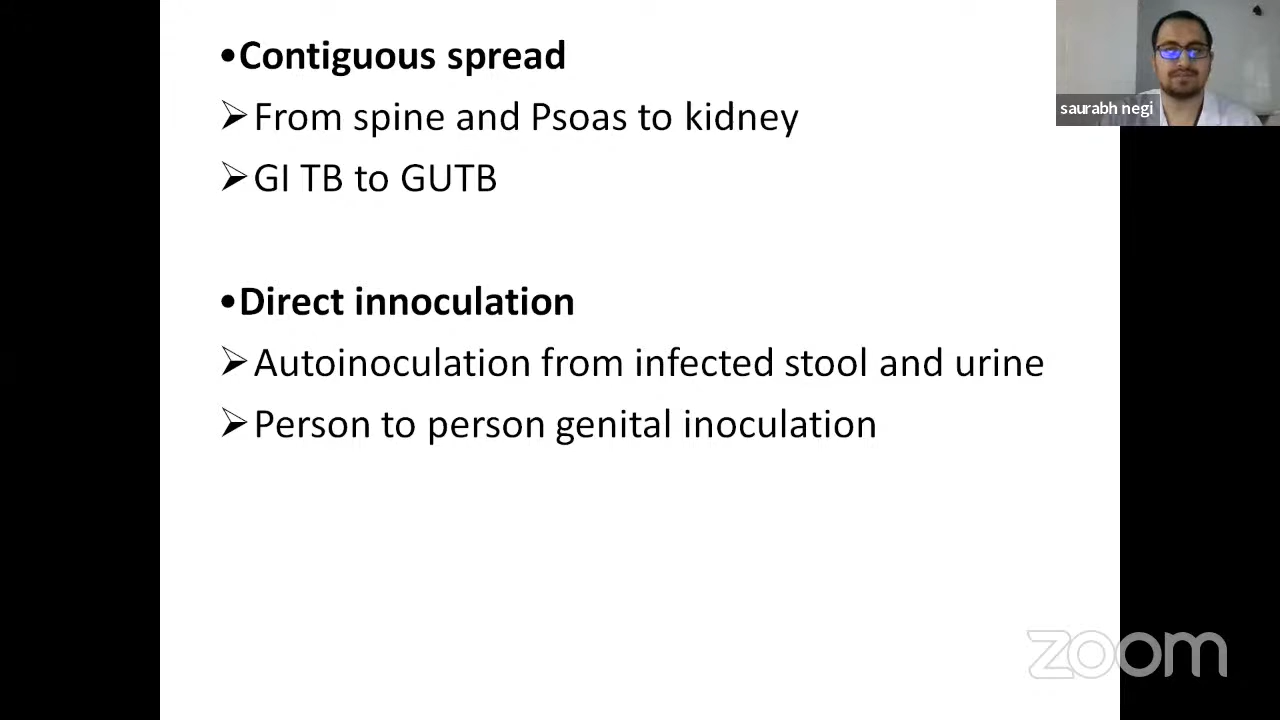 •Contiguous spread
➢From spine and Psoas to kidney
➢GI TB to GUTB
•Direct innoculation
➢Autoinoculation from infected stool and urine
➢Person to person genital inoculation
saurabh negi
zoom